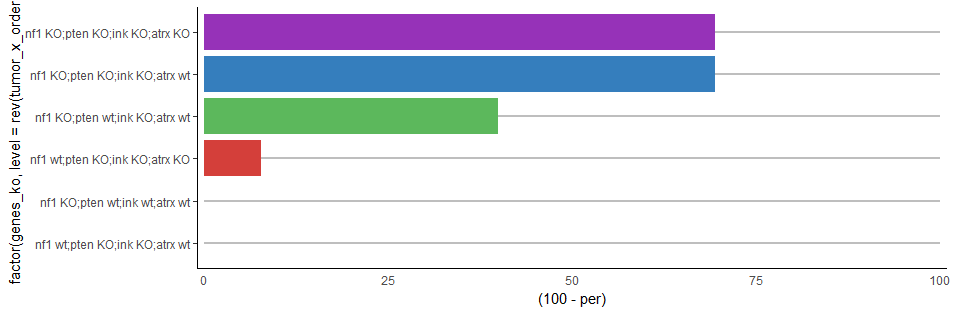 factor(genes_ko, level = rev(tumor_x_order
nf1 KO;pten KO;ink KO;atrx KO
nf1 KO;pten KO;ink KO;atrx wt
nf1 KO;pten wt;ink KO;atrx wt
nf1 wt;pten KO;ink KO;atrx KO
nf1 KO;pten wt;ink wt;atrx wt
nf1 wt;pten KO;ink KO;atrx wt
0 25 50 75 100
(100 - per)